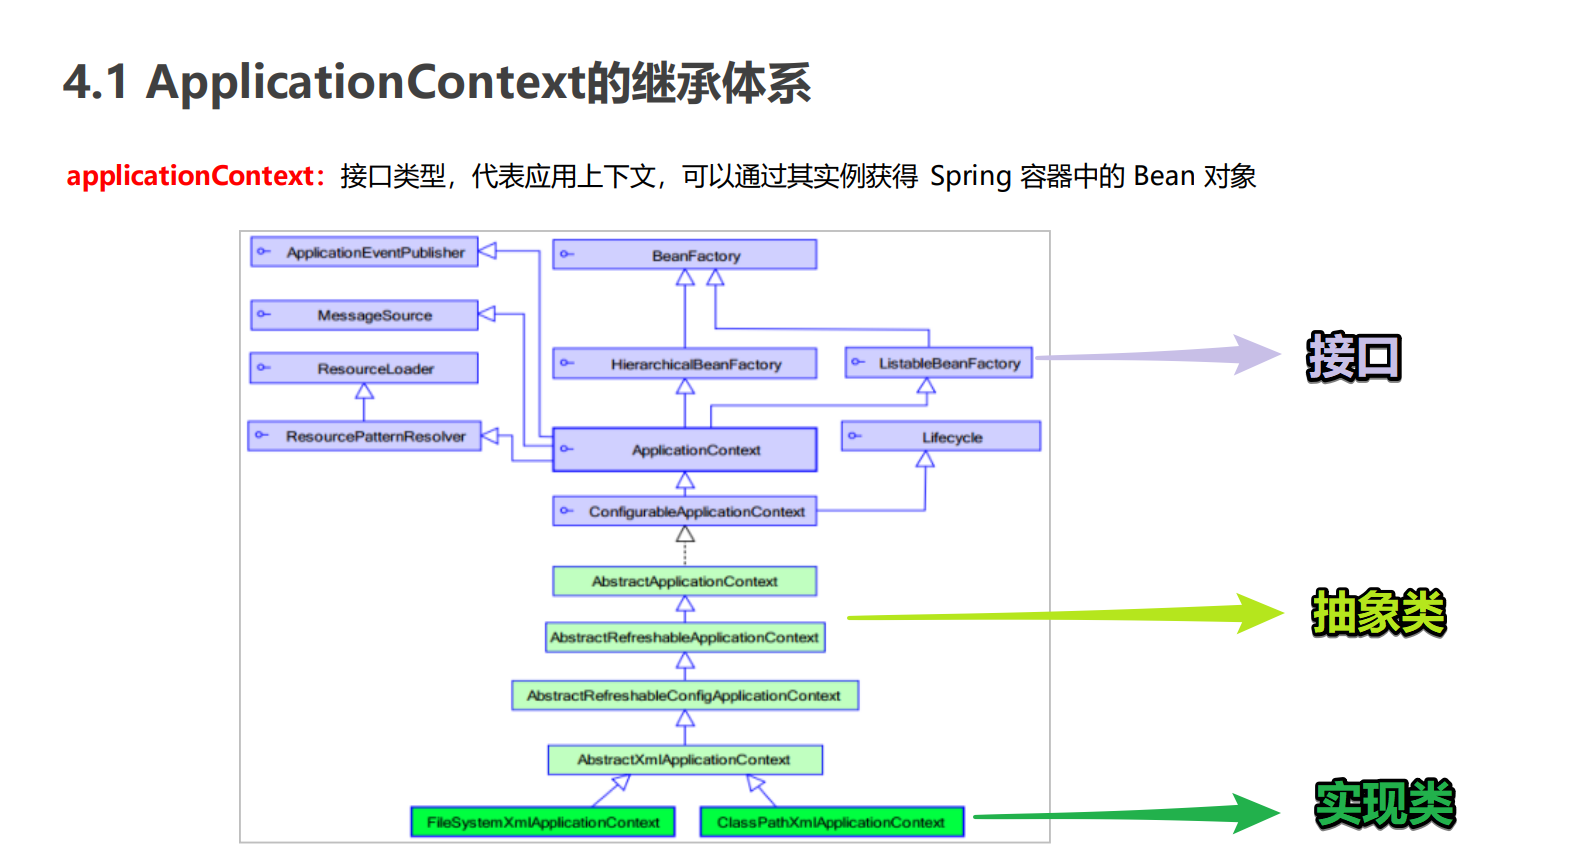 4.1 ApplicationContext的继承体系
applicationContext：接口类型，代表应用上下文，可以通过其实例获得 Spring 容器中的 Bean 对象
ApplicationEventPublisher
BeanFactory
MessageSource
接口
ResourceLoader
HierarchicalBeanFactory
ListableBeanFactory
ResourcePatternResolver
ApplicationContext
Lifecycle
ConfigurableApplicationContext
AbstractApplicationContext
抽象类
AbstractRefreshableApplicationContext
AbstractRefreshableConfigApplicationContext
AbstractXmlApplicationContext
实现类
FileSystemXmlApplicationContext
ClassPathXmlApplicationContext